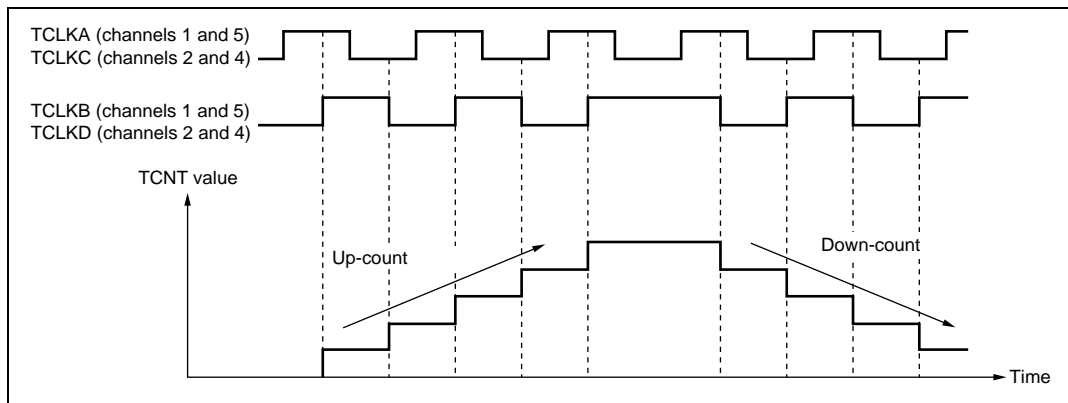 TCLKA (channels 1 and 5)
TCLKC (channels 2 and 4)
TCLKB (channels 1 and 5)
TCLKD (channels 2 and 4)
TCNT value
Up-count
Down-count
Time